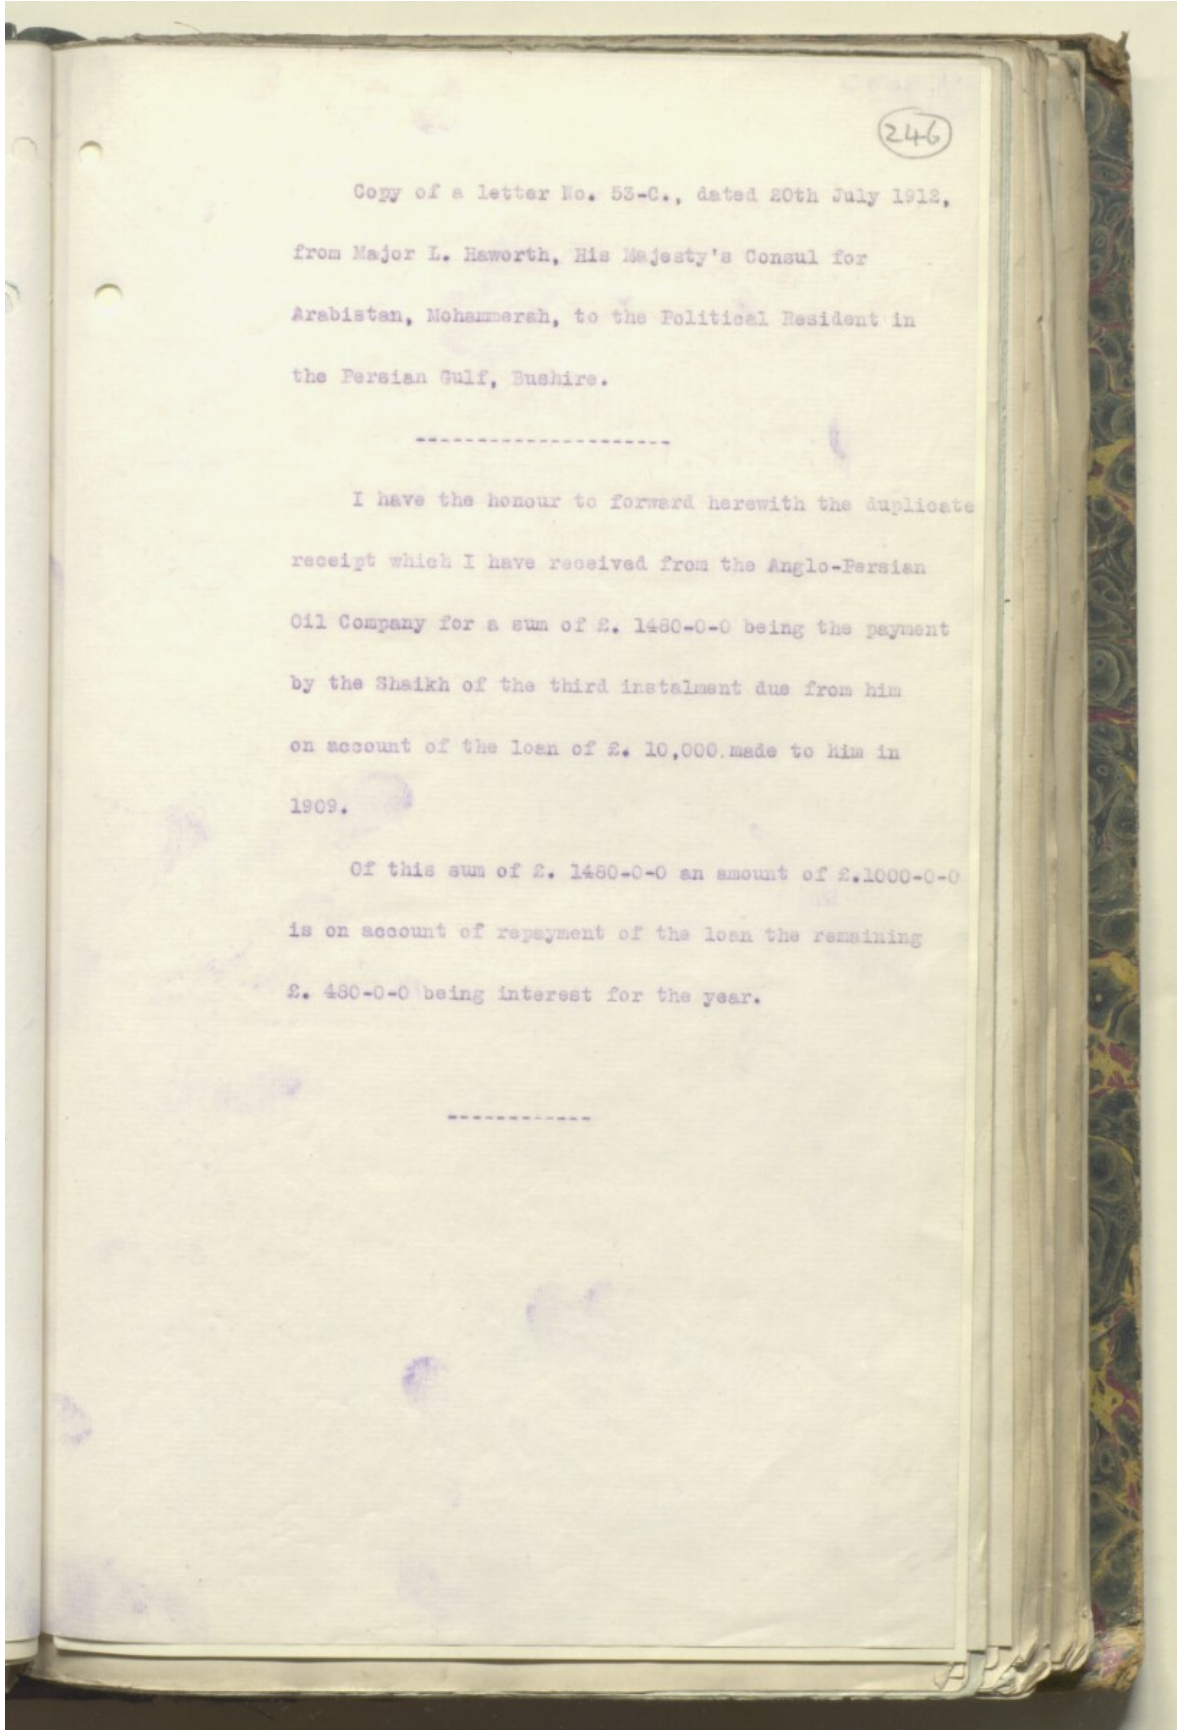 246
Copy of a letter No. 53-C., dated 20th July 1912,
from Major L. Haworth, His Majesty's Consul for
Arabistan, Mohammerah, to the Political Resident in
the Persian Gulf, Bushire.
---------------------
I have the honour to forward herewith the duplicate
receipt which I have received from the Anglo-Persian
Oil Company for a sum of £. 1480-0-0 being the payment
by the Shaikh of the third instalment due from him
on account of the loan of £. 10,000.made to him in
1909.
Of this sum of £. 1480-0-0 an amount of £.1000-0-0
is on account of repayment of the loan the remaining
£. 480-0-0 being interest for the year.
------------